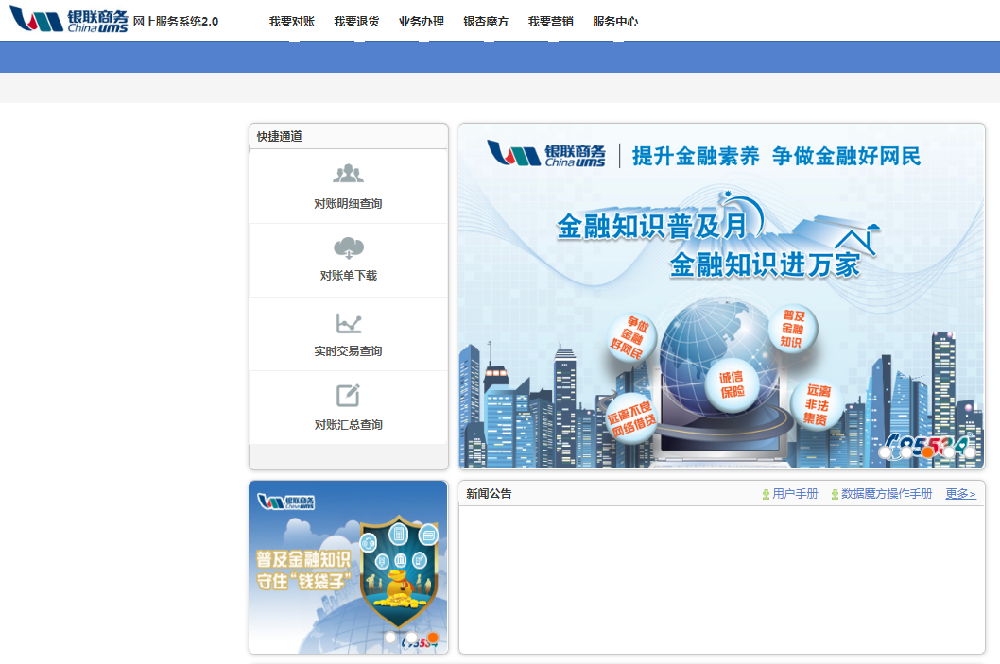 银联商务
China ums
网上服务系统2.0
我要对账 我要退货 业务办理 银杏魔方 我要营销 服务中心
快捷通道
对账明细查询
对账单下载
实时交易查询
对账汇总查询
银联商务
China ums
提升金融素养 争做金融好网民
金融知识普及月
金融知识进万家
争做
金融
好网民
普及
金融
知识
诚信
保险
远离
非法
集资
远离不良
网络借贷
95534
银联商务
China ums
普及金融知识
守住“钱袋子”
95534
新闻公告
用户手册 数据魔方操作手册 更多>